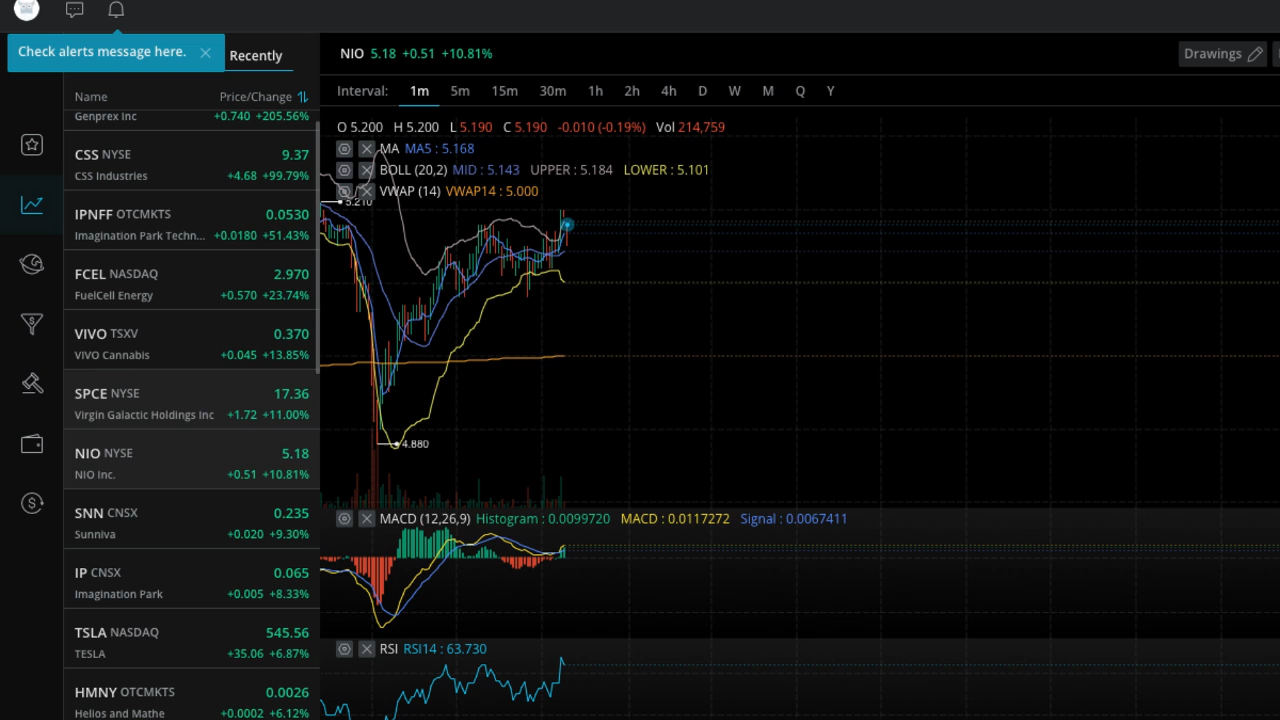 Check alerts message here.
Recently
Name Price/Change
Genprex Inc +0.740 +205.56%
CSS NYSE 9.37
CSS Industries +4.68 +99.79%
IPNFF OTCMKTS 0.0530
Imagination Park Techn... +0.0180 +51.43%
FCEL NASDAQ 2.970
FuelCell Energy +0.570 +23.74%
VIVO TSXV 0.370
VIVO Cannabis +0.045 +13.85%
SPCE NYSE 17.36
Virgin Galactic Holdings Inc +1.72 +11.00%
NIO NYSE 5.18
NIO Inc. +0.51 +10.81%
SNN CNSX 0.235
Sunniva +0.020 +9.30%
IP CNSX 0.065
Imagination Park +0.005 +8.33%
TSLA NASDAQ 545.56
TESLA +35.06 +6.87%
HMNY OTCMKTS 0.0026
Helios and Mathe +0.0002 +6.12%
NIO 5.18 +0.51 +10.81%
Drawings
Interval: 1m 5m 15m 30m 1h 2h 4h D W M Q Y
O 5.200 H 5.200 L 5.190 C 5.190 -0.010 (-0.19%) Vol 214,759
MA MA5 : 5.168
BOLL (20,2) MID : 5.143 UPPER : 5.184 LOWER : 5.101
VWAP (14) VWAP14 : 5.000
5.210
4.880
MACD (12,26,9) Histogram : 0.0099720 MACD : 0.0117272 Signal : 0.0067411
RSI RSI14 : 63.730